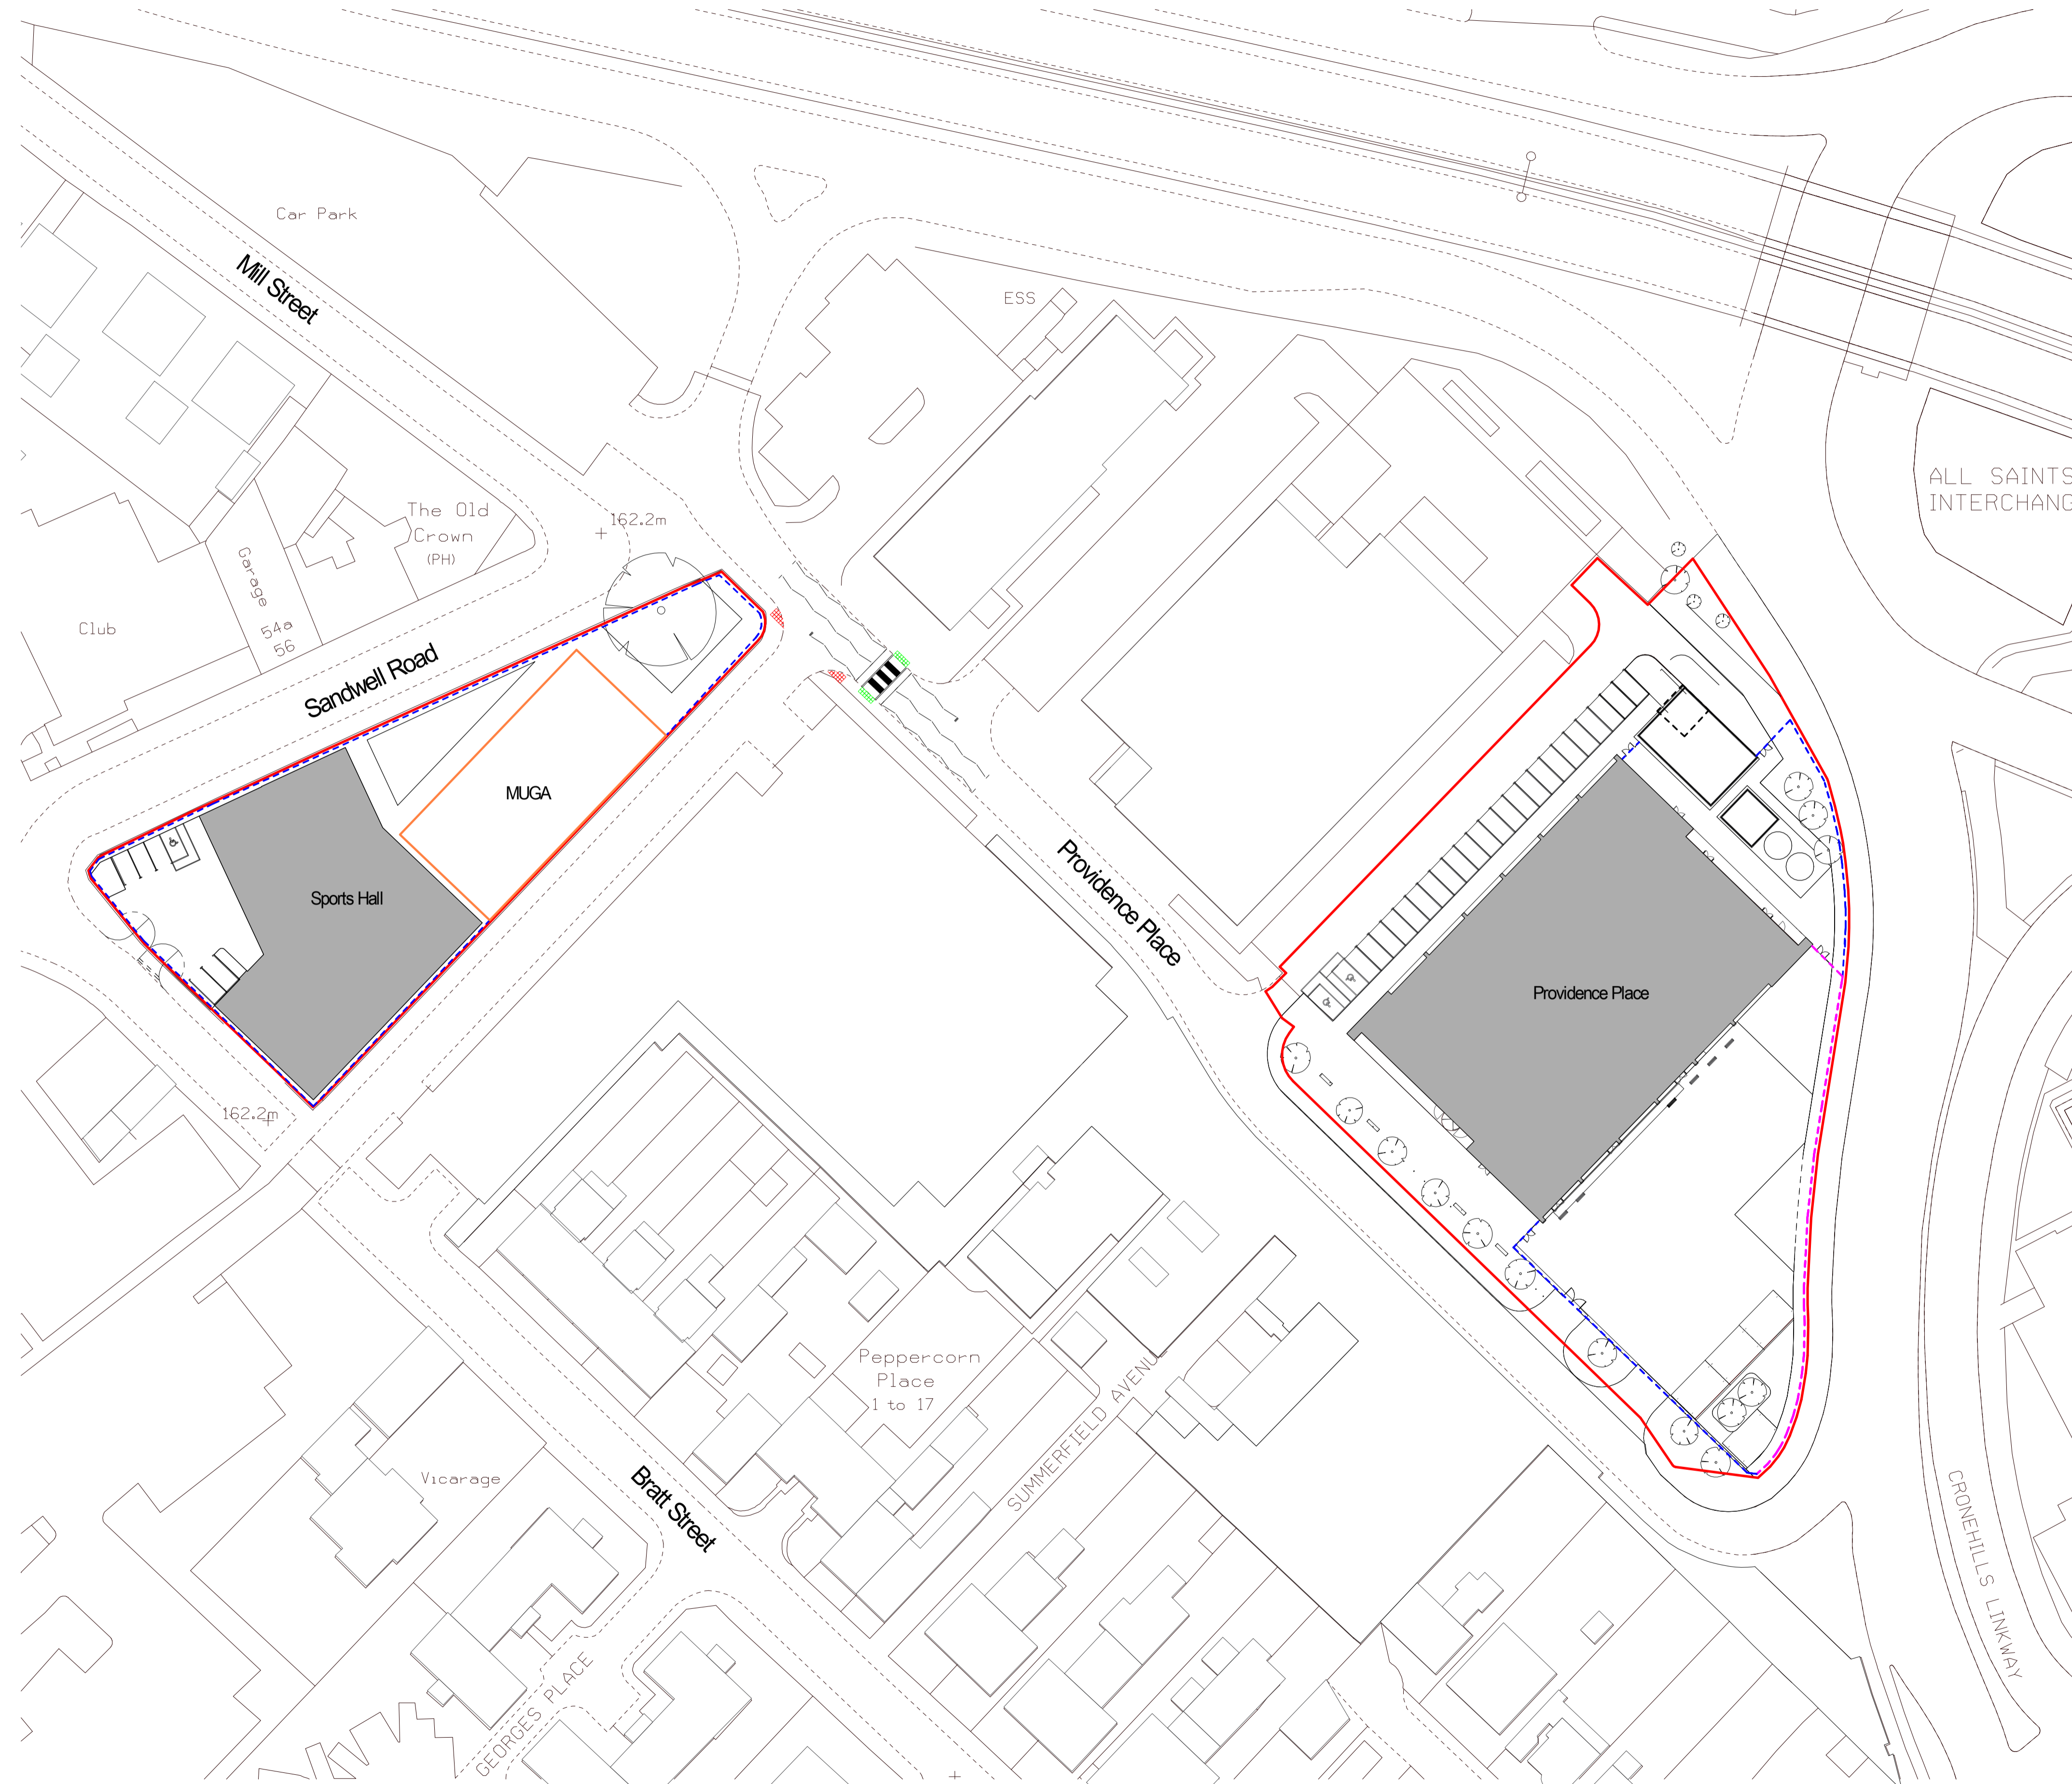 Car Park
Mill Street
ESS
ALL SAINTS
INTERCHANG
The Old
Crown
(PH)
162.2m
Garage
54a
56
Club
Sandwell Road
MUGA
Sports Hall
Providence Place
Providence Place
162.2m
Peppercorn
Place
1 to 17
SUMMERFIELD AVENU
Vicarage
Bratt Street
CRONEHILLS LINKWAY
GEORGES PLACE